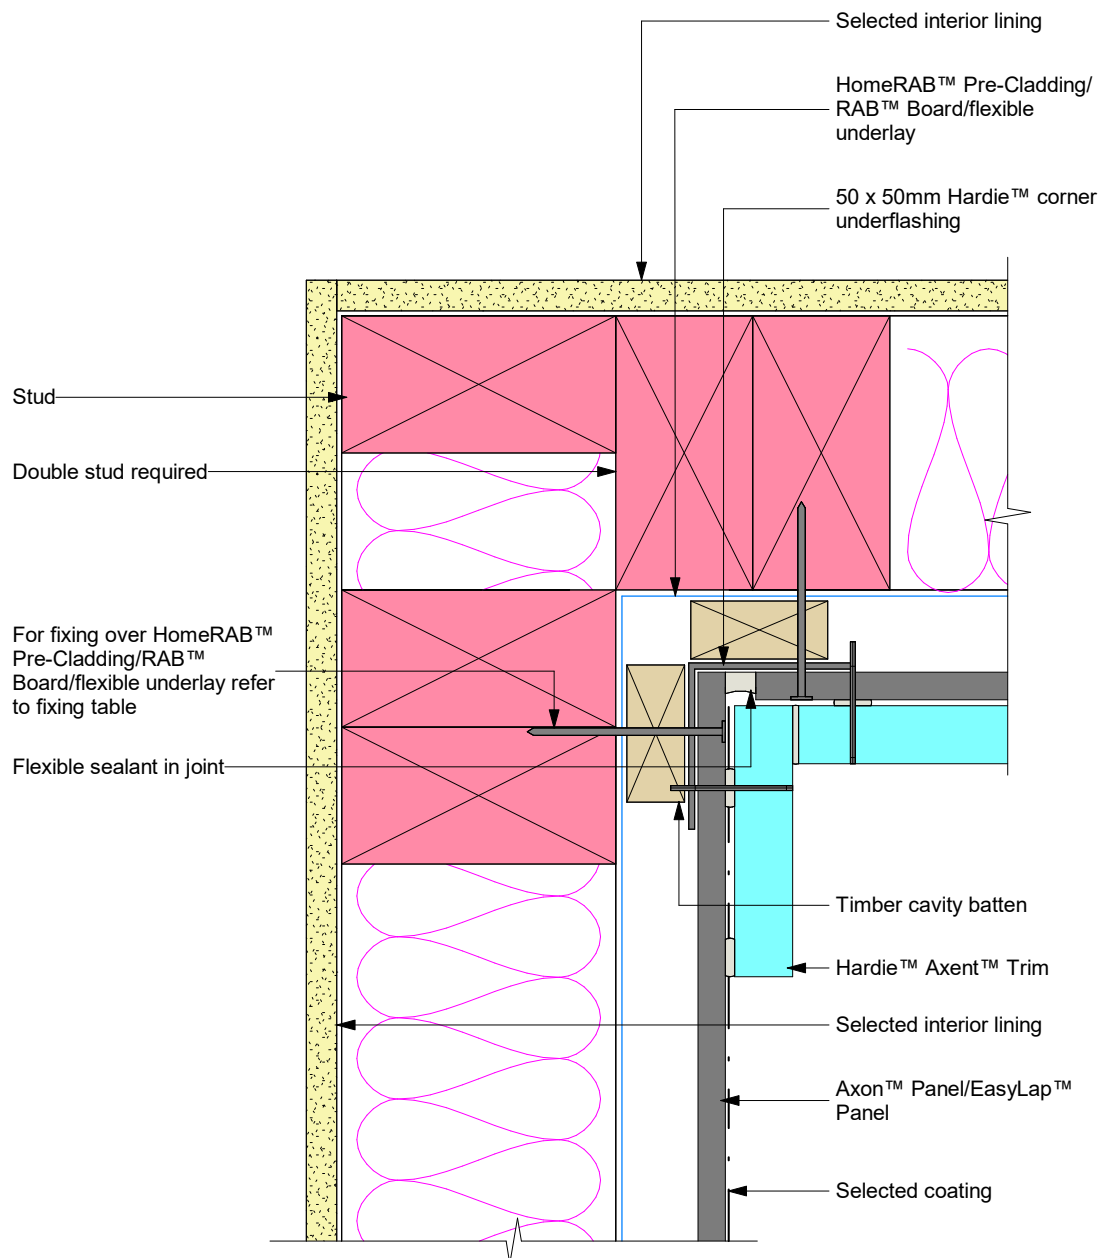 Selected interior lining
HomeRAB™ Pre-Cladding/
RAB™ Board/flexible
underlay
50 x 50mm Hardie™ corner
underflashing
Stud
Double stud required
For fixing over HomeRAB™
Pre-Cladding/RAB™
Board/flexible underlay refer
to fixing table
Flexible sealant in joint
Timber cavity batten
Hardie™ Axent™ Trim
Selected interior lining
Axon™ Panel/EasyLap™
Panel
Selected coating